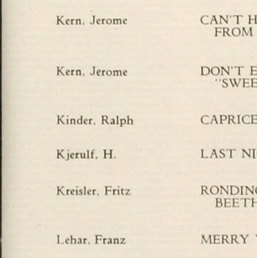 Kern, Jerome CAN'T H
FROM
Kern, Jerome DON'T E
"SWEE
Kinder, Ralph CAPRICE
Kjerulf, H. LAST NI
Kreisler, Fritz RONDINO
BEETH
Lehar, Franz MERRY